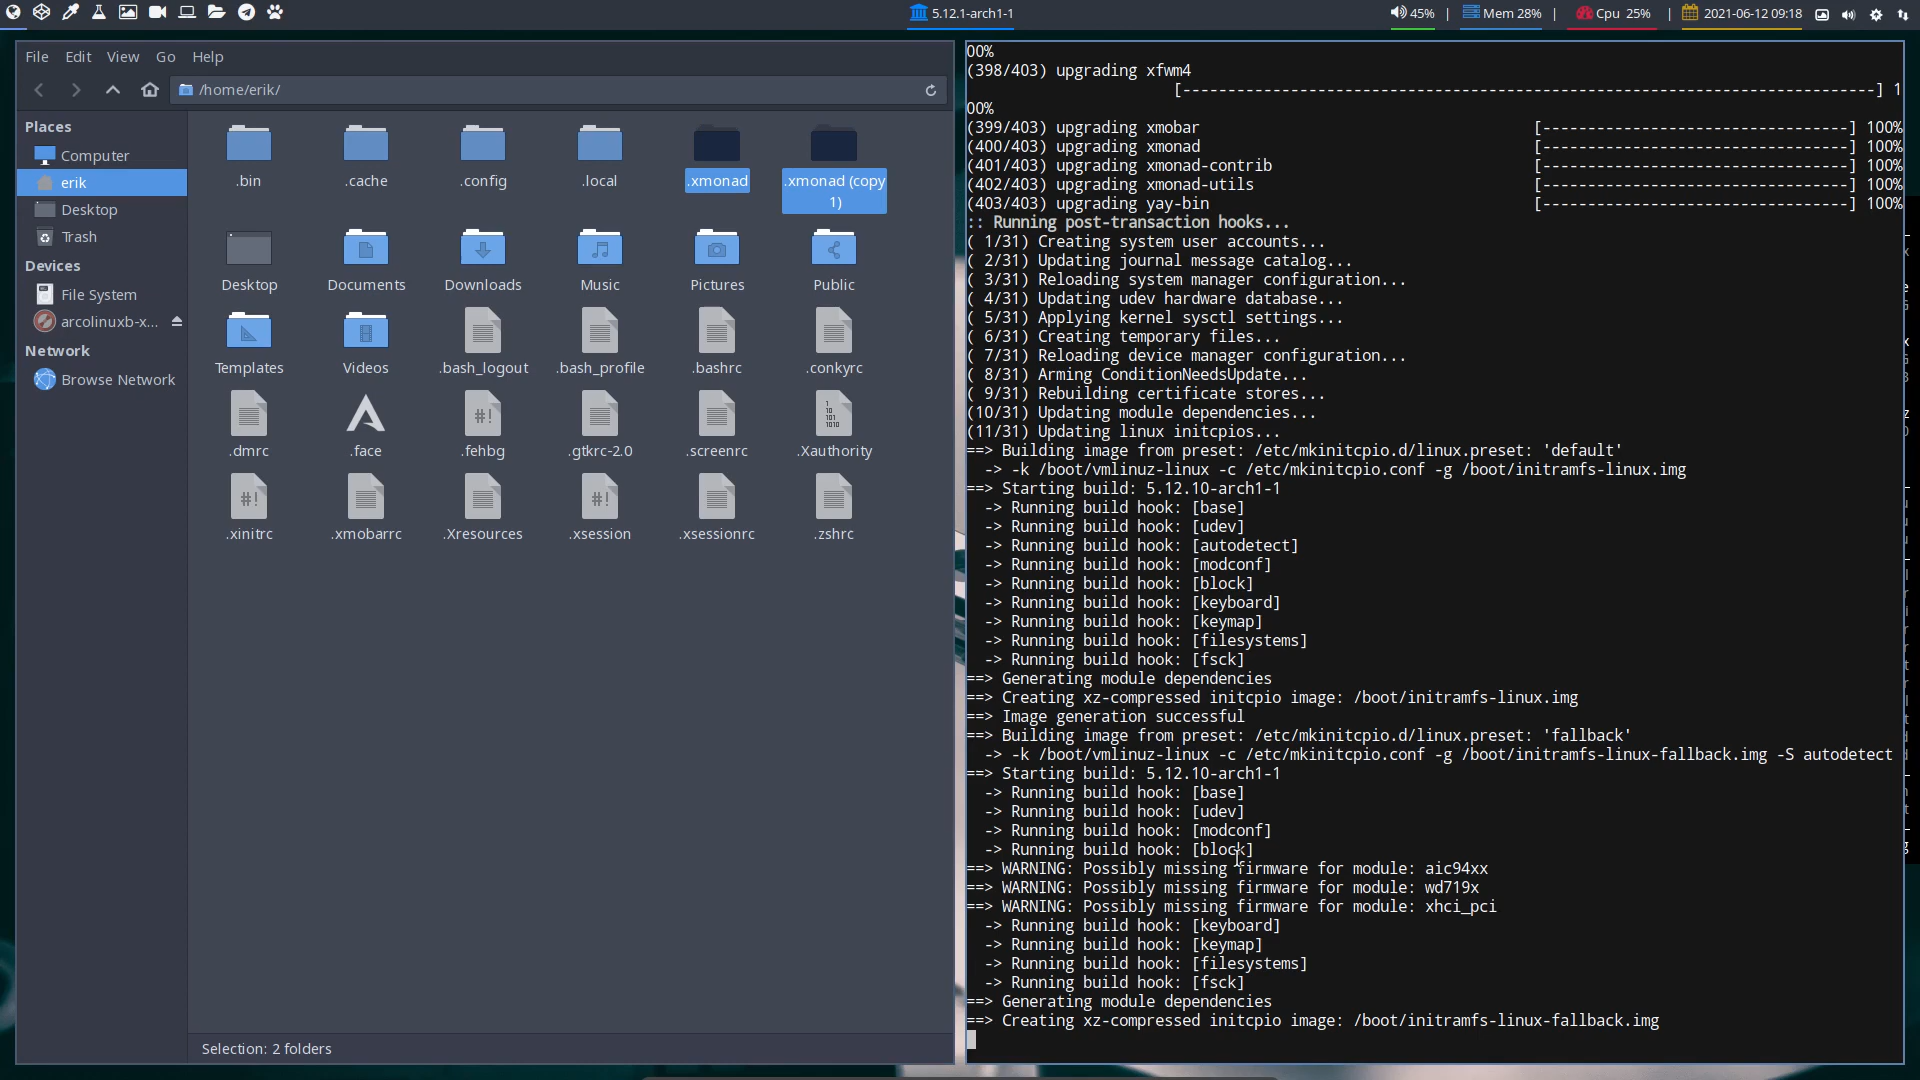 5.12.1-arch1-1
45% | Mem 28% | Cpu 25% | 2021-06-12 09:18
File Edit View Go Help
/home/erik/
Places
Computer
erik
Desktop
Trash
Devices
File System
arcolinuxb-x...
Network
Browse Network
.bin .cache .config .local .xmonad .xmonad (copy
1)
Desktop Documents Downloads Music Pictures Public
Templates Videos .bash_logout .bash_profile .bashrc .conkyrc
.dmrc .face .fehbg .gtkrc-2.0 .screenrc .Xauthority
.xinitrc .xmobarrc .Xresources .xsession .xsessionrc .zshrc
Selection: 2 folders
00%
(398/403) upgrading xfwm4
[-----------------------------------------------------------------------------] 1
00%
(399/403) upgrading xmobar [----------------------------------] 100%
(400/403) upgrading xmonad [----------------------------------] 100%
(401/403) upgrading xmonad-contrib [----------------------------------] 100%
(402/403) upgrading xmonad-utils [----------------------------------] 100%
(403/403) upgrading yay-bin [----------------------------------] 100%
:: Running post-transaction hooks...
( 1/31) Creating system user accounts...
( 2/31) Updating journal message catalog...
( 3/31) Reloading system manager configuration...
( 4/31) Updating udev hardware database...
( 5/31) Applying kernel sysctl settings...
( 6/31) Creating temporary files...
( 7/31) Reloading device manager configuration...
( 8/31) Arming ConditionNeedsUpdate...
( 9/31) Rebuilding certificate stores...
(10/31) Updating module dependencies...
(11/31) Updating linux initcpios...
==> Building image from preset: /etc/mkinitcpio.d/linux.preset: 'default'
-> -k /boot/vmlinuz-linux -c /etc/mkinitcpio.conf -g /boot/initramfs-linux.img
==> Starting build: 5.12.10-arch1-1
-> Running build hook: [base]
-> Running build hook: [udev]
-> Running build hook: [autodetect]
-> Running build hook: [modconf]
-> Running build hook: [block]
-> Running build hook: [keyboard]
-> Running build hook: [keymap]
-> Running build hook: [filesystems]
-> Running build hook: [fsck]
==> Generating module dependencies
==> Creating xz-compressed initcpio image: /boot/initramfs-linux.img
==> Image generation successful
==> Building image from preset: /etc/mkinitcpio.d/linux.preset: 'fallback'
-> -k /boot/vmlinuz-linux -c /etc/mkinitcpio.conf -g /boot/initramfs-linux-fallback.img -S autodetect
==> Starting build: 5.12.10-arch1-1
-> Running build hook: [base]
-> Running build hook: [udev]
-> Running build hook: [modconf]
-> Running build hook: [block]
==> WARNING: Possibly missing firmware for module: aic94xx
==> WARNING: Possibly missing firmware for module: wd719x
==> WARNING: Possibly missing firmware for module: xhci_pci
-> Running build hook: [keyboard]
-> Running build hook: [keymap]
-> Running build hook: [filesystems]
-> Running build hook: [fsck]
==> Generating module dependencies
==> Creating xz-compressed initcpio image: /boot/initramfs-linux-fallback.img